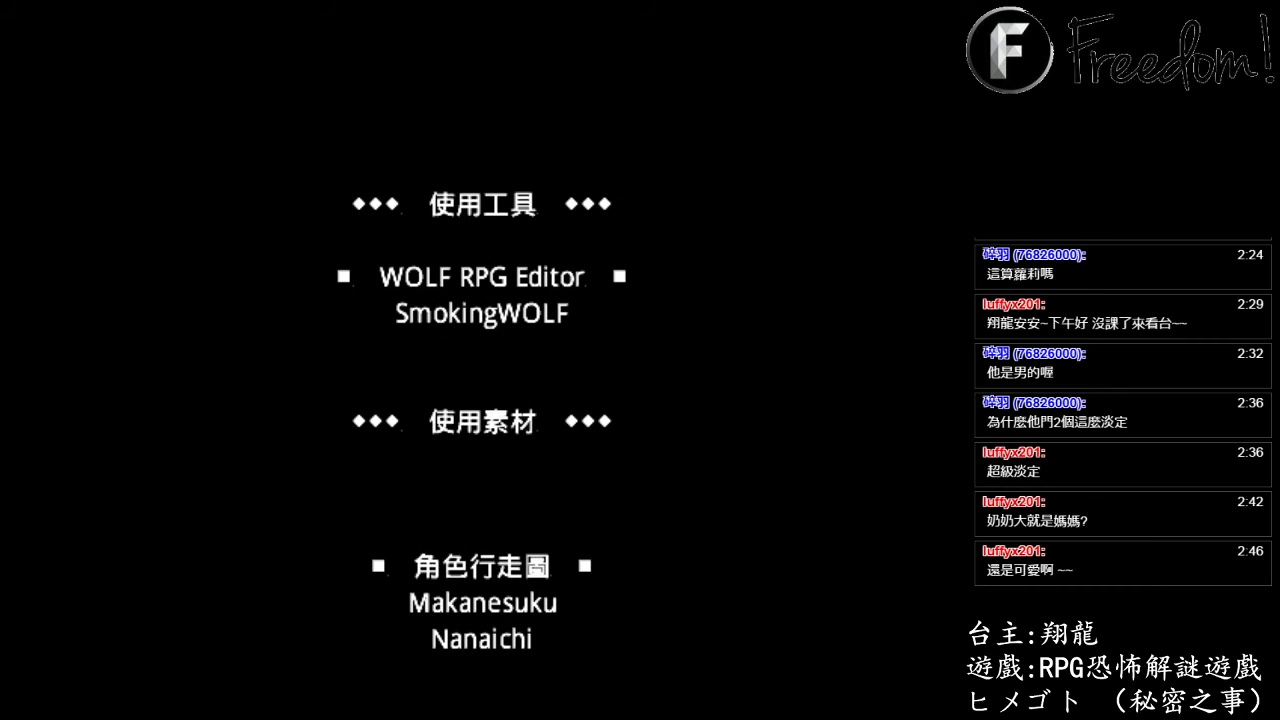 Freedom!
◆◆◆ 使用工具 ◆◆◆
■ WOLF RPG Editor ■
SmokingWOLF
◆◆◆ 使用素材 ◆◆◆
■ 角色行走圖 ■
Makanesuku
Nanaichi
碎羽 (76826000): 2:24
這算蘿莉嗎
luffyx201: 2:29
翔龍安安~下午好 沒課了來看台~~
碎羽 (76826000): 2:32
他是男的喔
碎羽 (76826000): 2:36
為什麼他門2個這麼淡定
luffyx201: 2:36
超級淡定
luffyx201: 2:42
奶奶大就是媽媽?
luffyx201: 2:46
還是可愛啊 ~~
台主:翔龍
遊戲:RPG恐怖解謎遊戲
ヒメゴト (秘密之事)